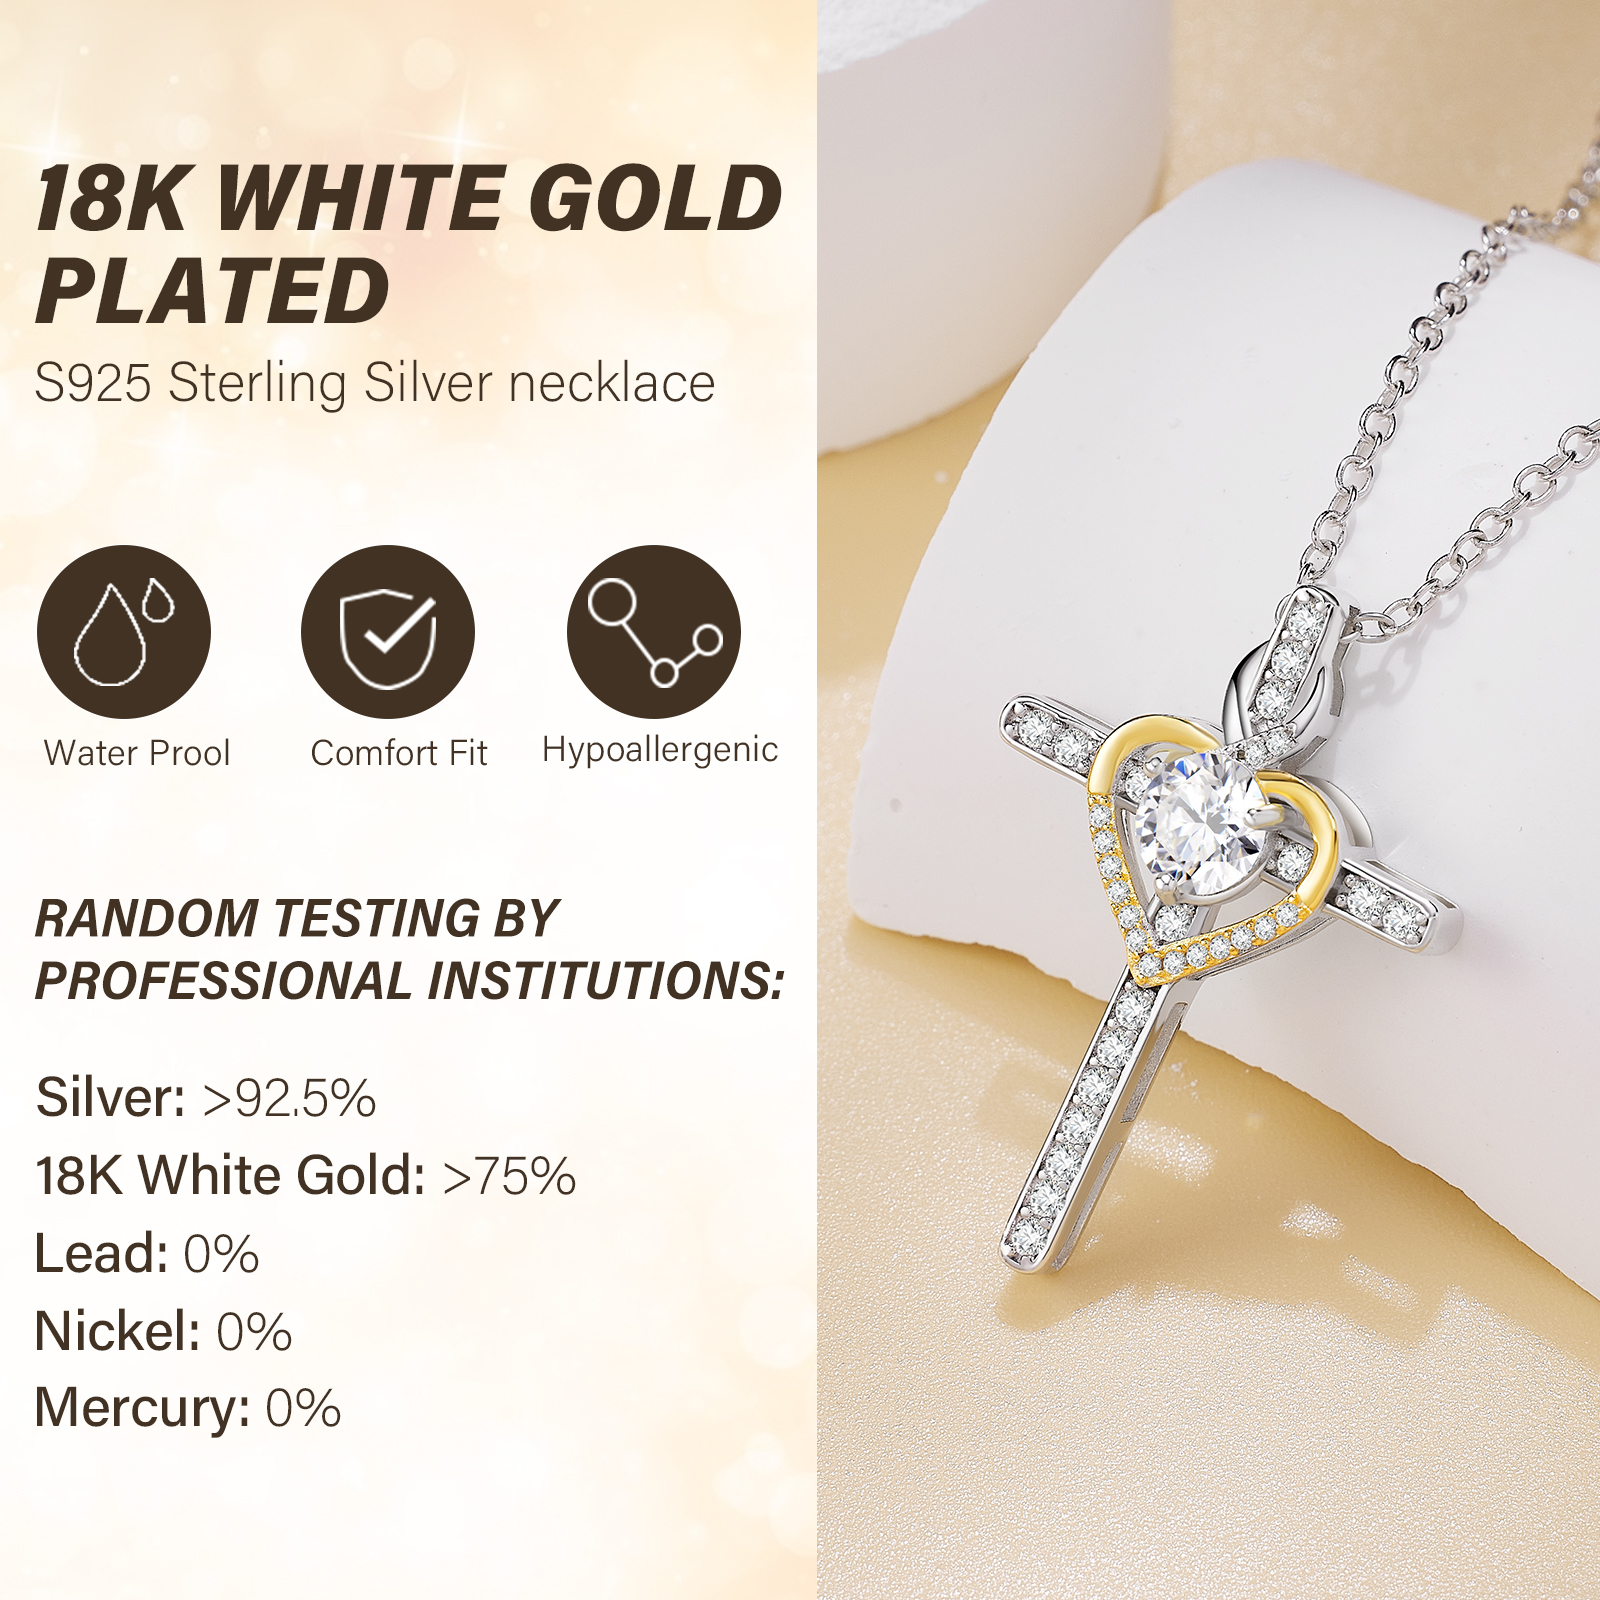 18K WHITE GOLD
PLATED
S925 Sterling Silver necklace
Water Prool
Comfort Fit
Hypoallergenic
RANDOM TESTING BY
PROFESSIONAL INSTITUTIONS:
Silver: >92.5%
18K White Gold: >75%
Lead: 0%
Nickel: 0%
Mercury: 0%